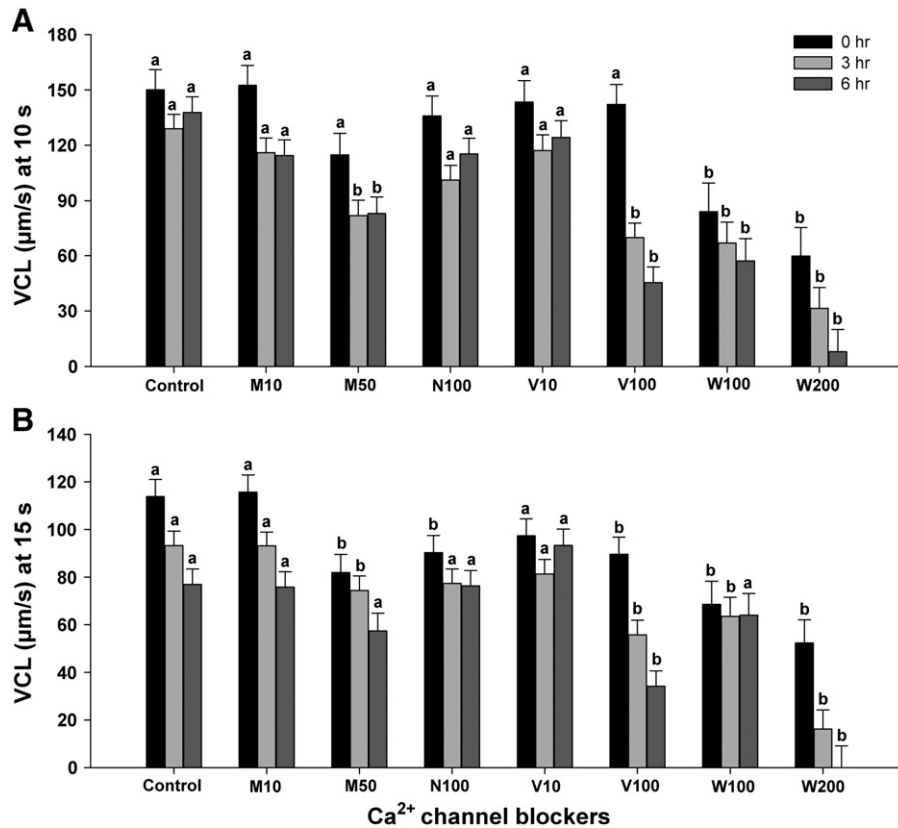 A
VCL (µm/s) at 10 s
180
150
120
90
60
30
0
0 hr
3 hr
6 hr
a a a
a a a
a b b
a a a
a a a
a b b
b b b
b b b
Control M10 M50 N100 V10 V100 W100 W200
B
VCL (µm/s) at 15 s
140
120
100
80
60
40
20
0
a a a
a a a
b b a
b a a
a a a
b b b
b b a
b b b
Control M10 M50 N100 V10 V100 W100 W200
Ca²⁺ channel blockers